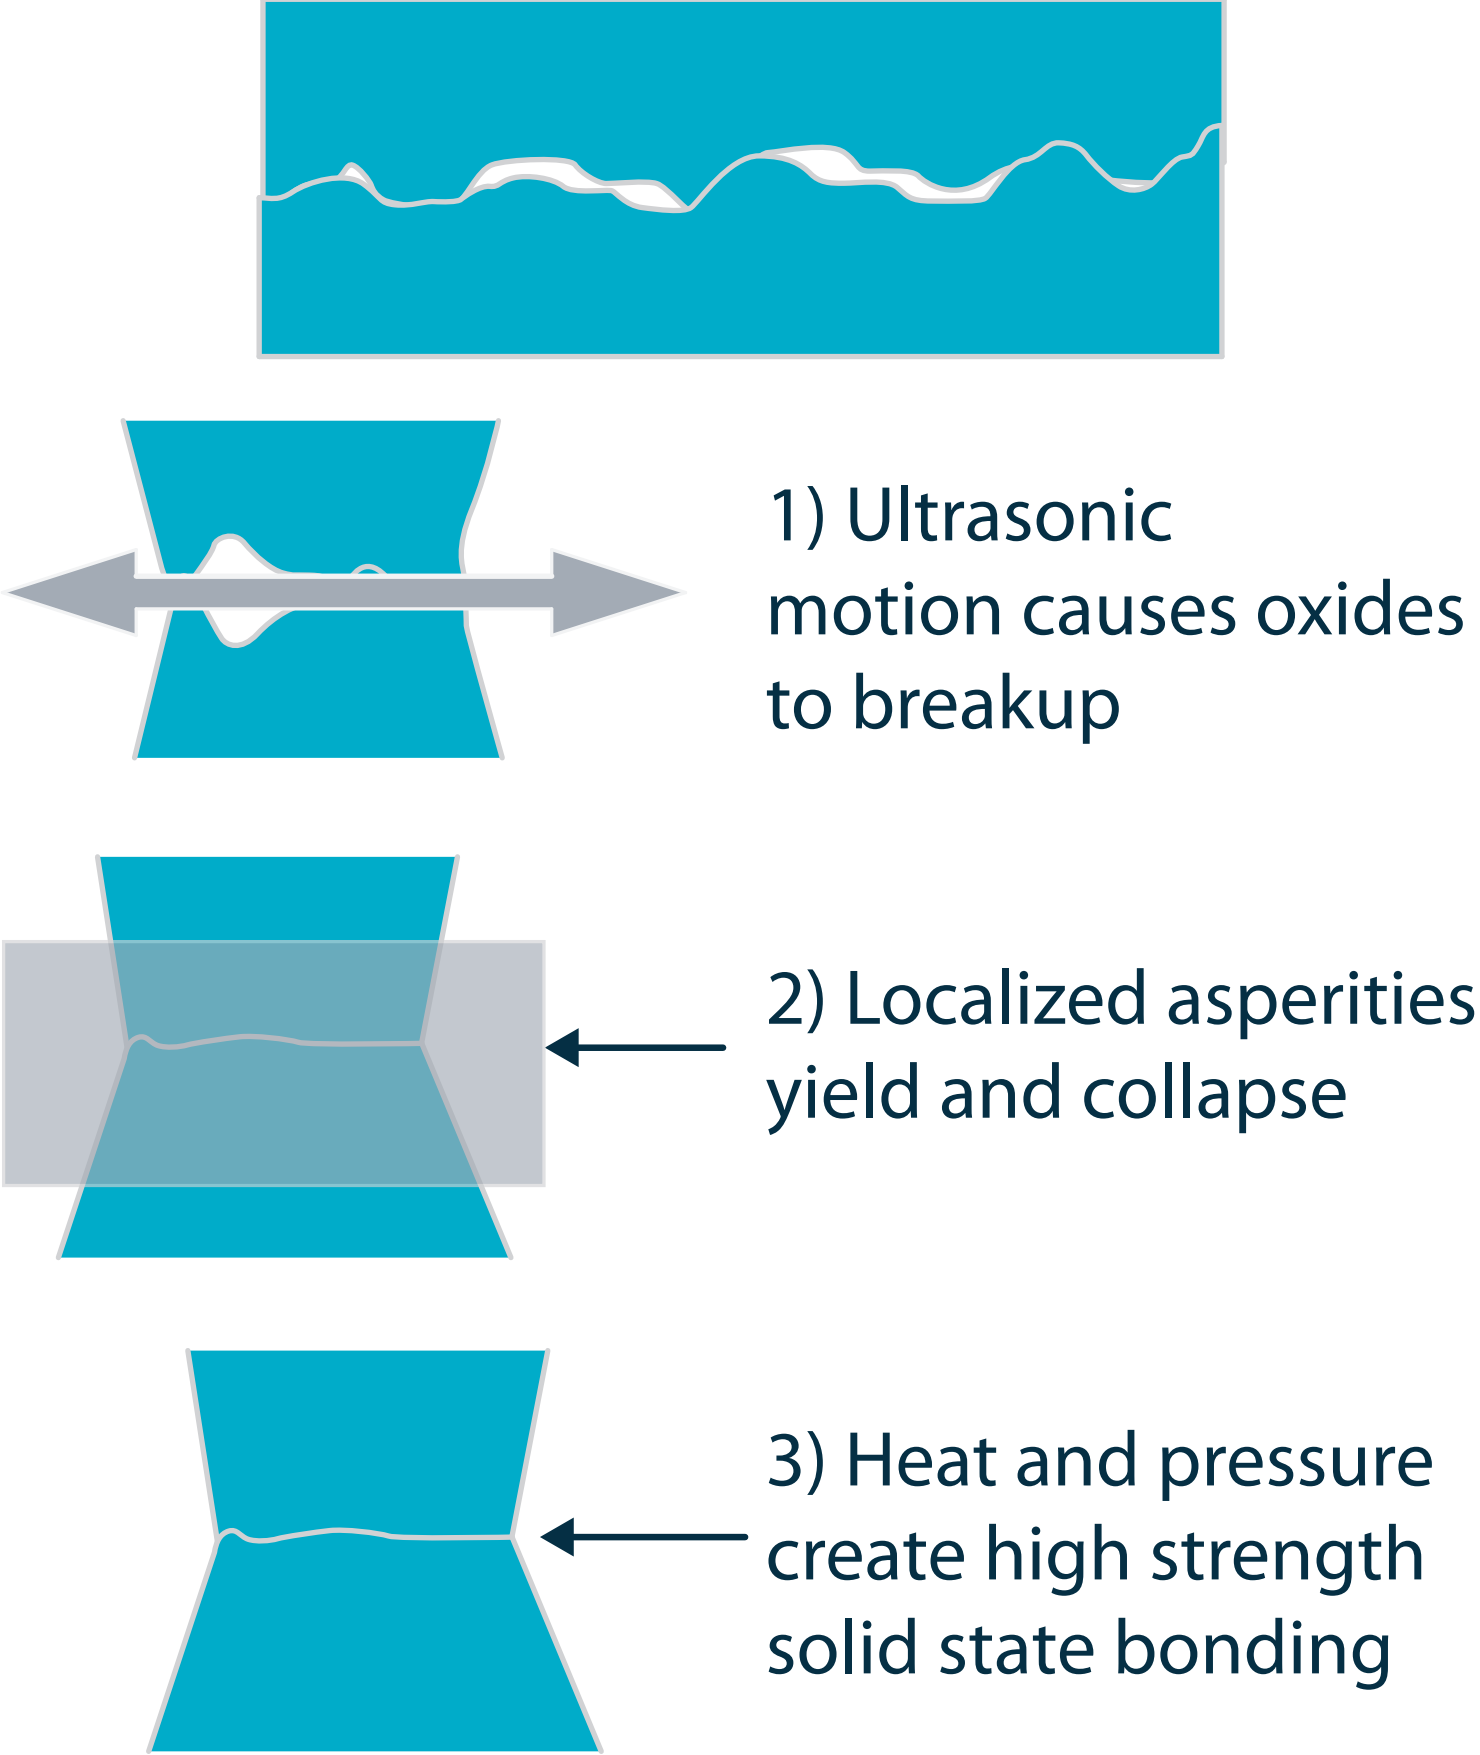 1) Ultrasonic
motion causes oxides
to breakup
2) Localized asperities
yield and collapse
3) Heat and pressure
create high strength
solid state bonding